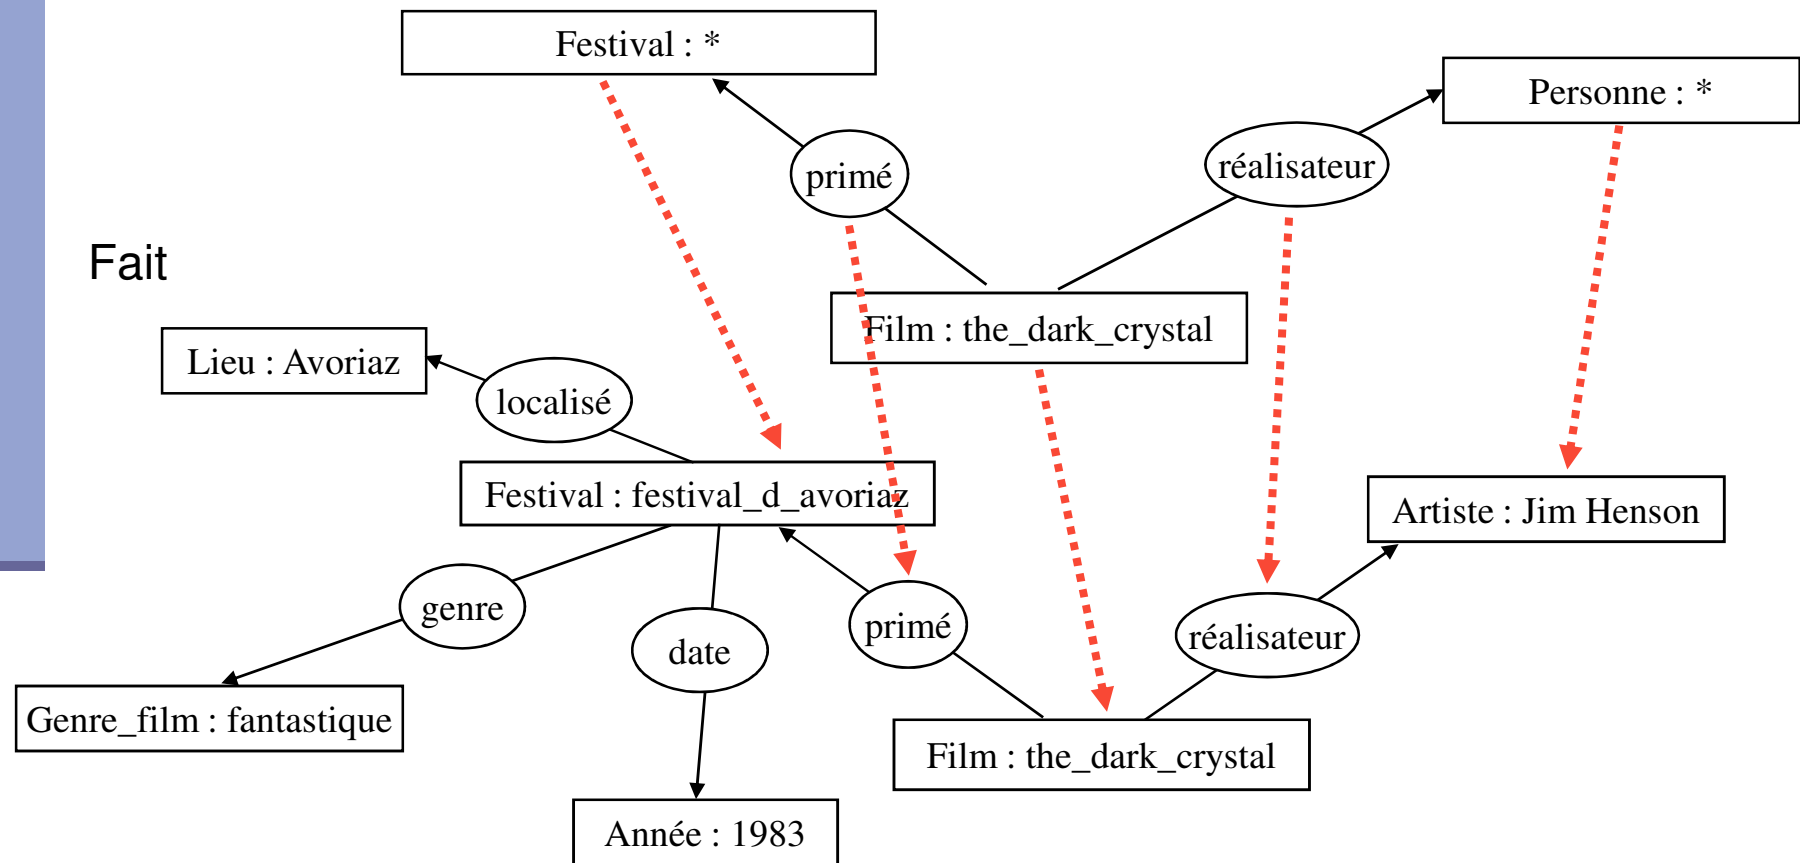 Festival : *
Personne : *
primé
réalisateur
Fait
Film : the_dark_crystal
Lieu : Avoriaz
localisé
Festival : festival_d_avoriaz
Artiste : Jim Henson
genre
date
primé
réalisateur
Genre_film : fantastique
Film : the_dark_crystal
Année : 1983